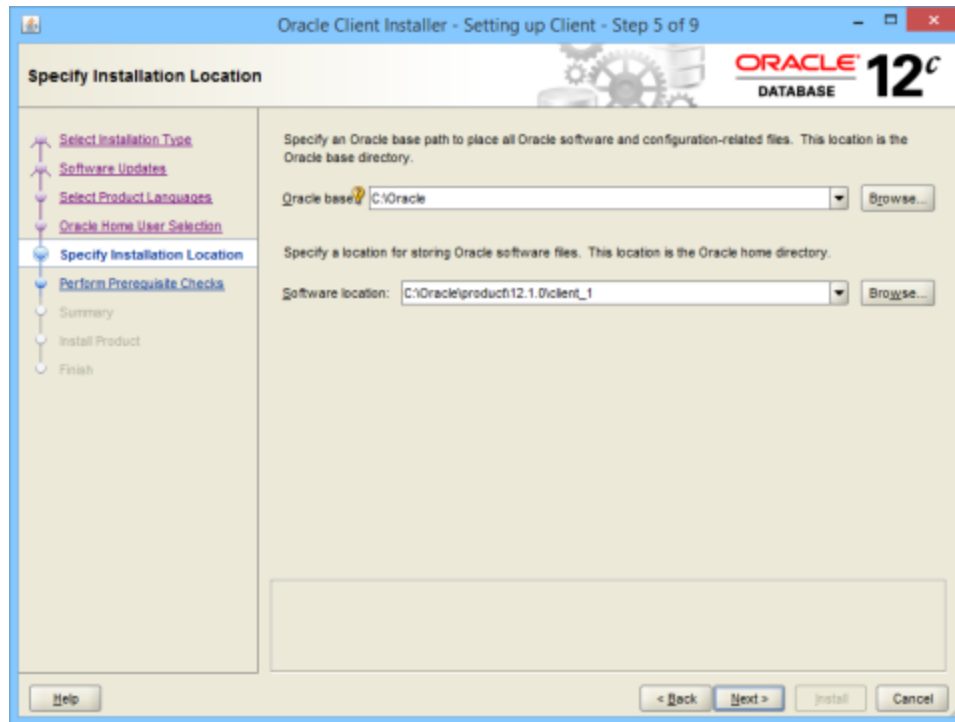 Oracle Client Installer - Setting up Client - Step 5 of 9
Specify Installation Location
ORACLE
DATABASE
12c
Select Installation Type
Software Updates
Select Product Languages
Oracle Home User Selection
Specify Installation Location
Perform Prerequisite Checks
Summary
Install Product
Finish
Specify an Oracle base path to place all Oracle software and configuration-related files. This location is the
Oracle base directory.
Oracle base: C:\Oracle Browse...
Specify a location for storing Oracle software files. This location is the Oracle home directory.
Software location: C:\Oracle\product\12.1.0\client_1 Browse...
Help < Back Next > Install Cancel